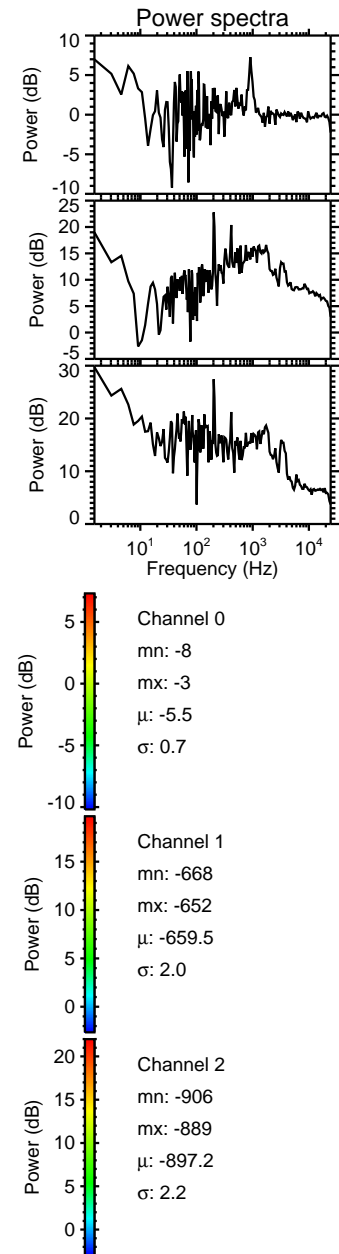 Power spectra
10
5
0
-5
-10
Power (dB)
25
20
15
10
5
0
-5
Power (dB)
30
20
10
0
Power (dB)
10¹ 10² 10³ 10⁴
Frequency (Hz)
5
0
-5
-10
Power (dB)
Channel 0
mn: -8
mx: -3
μ: -5.5
σ: 0.7
15
10
5
0
Power (dB)
Channel 1
mn: -668
mx: -652
μ: -659.5
σ: 2.0
20
15
10
5
0
Power (dB)
Channel 2
mn: -906
mx: -889
μ: -897.2
σ: 2.2